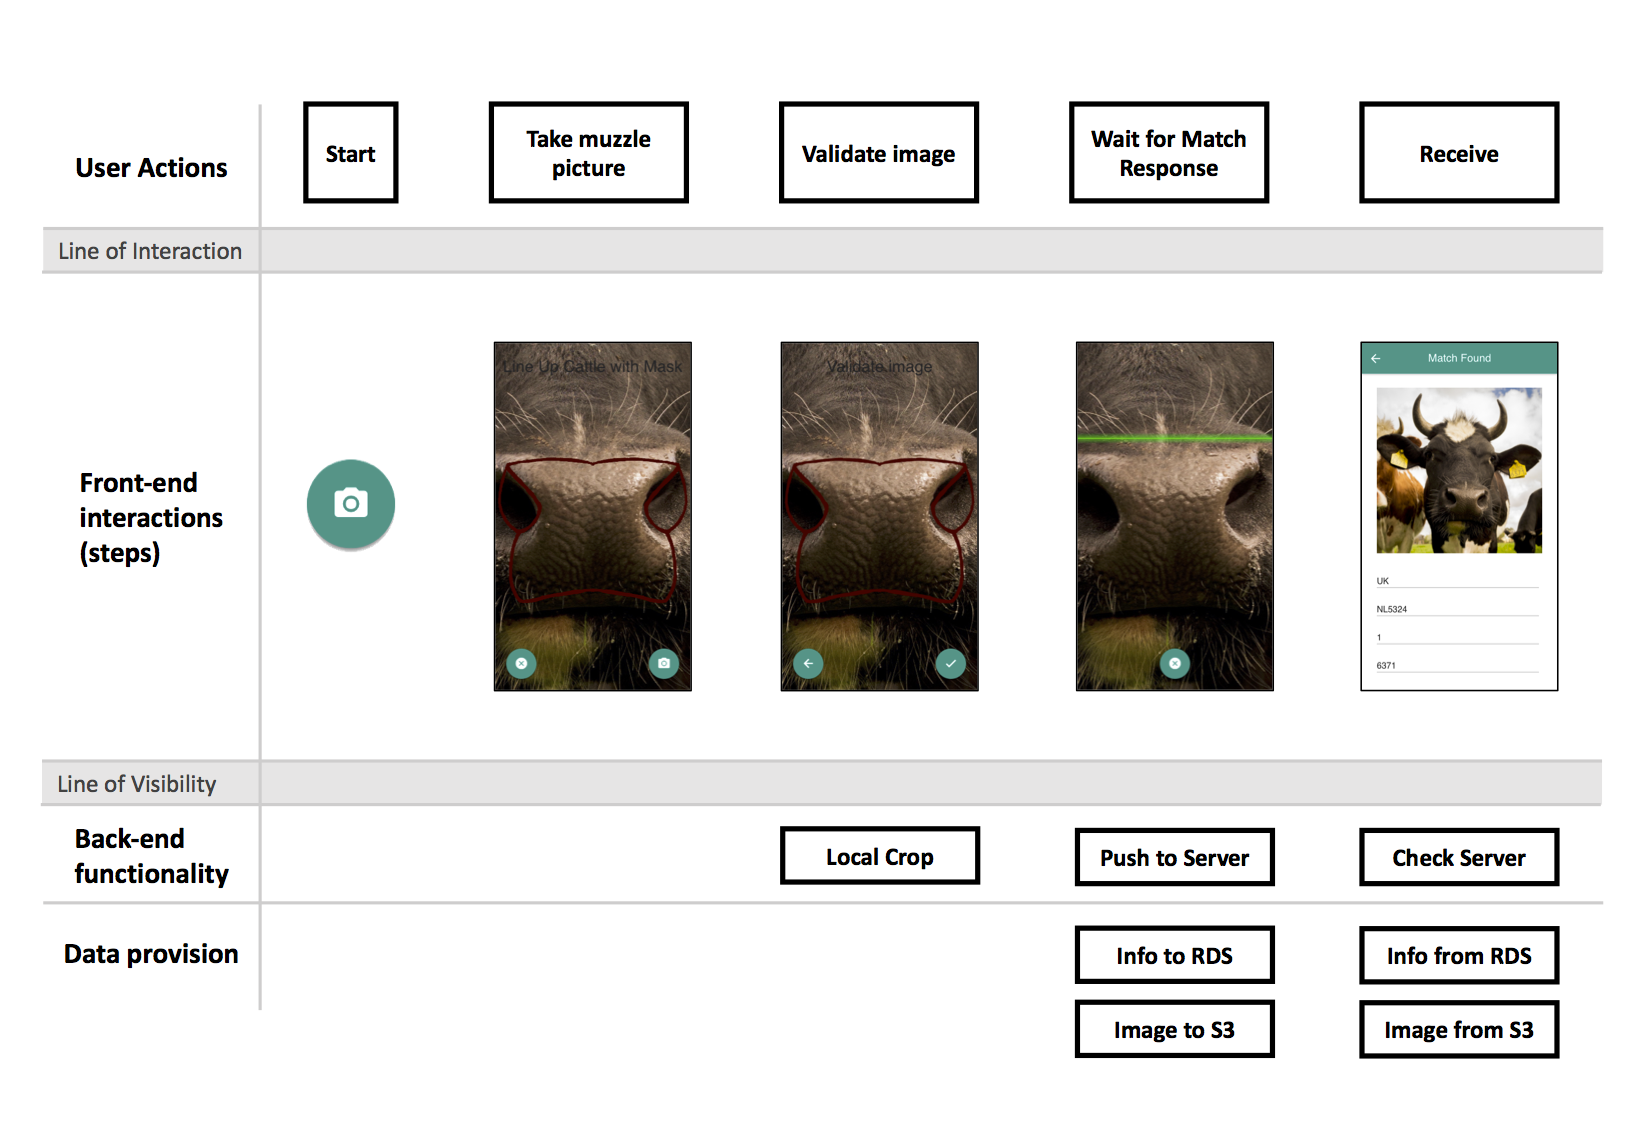 User Actions
Start
Take muzzle
picture
Validate image
Wait for Match
Response
Receive
Line of Interaction
Front-end
interactions
(steps)
Line Up Cattle with Mask
Validate image
Match Found
UK
NL5324
1
6371
Line of Visibility
Back-end
functionality
Local Crop
Push to Server
Check Server
Data provision
Info to RDS
Info from RDS
Image to S3
Image from S3